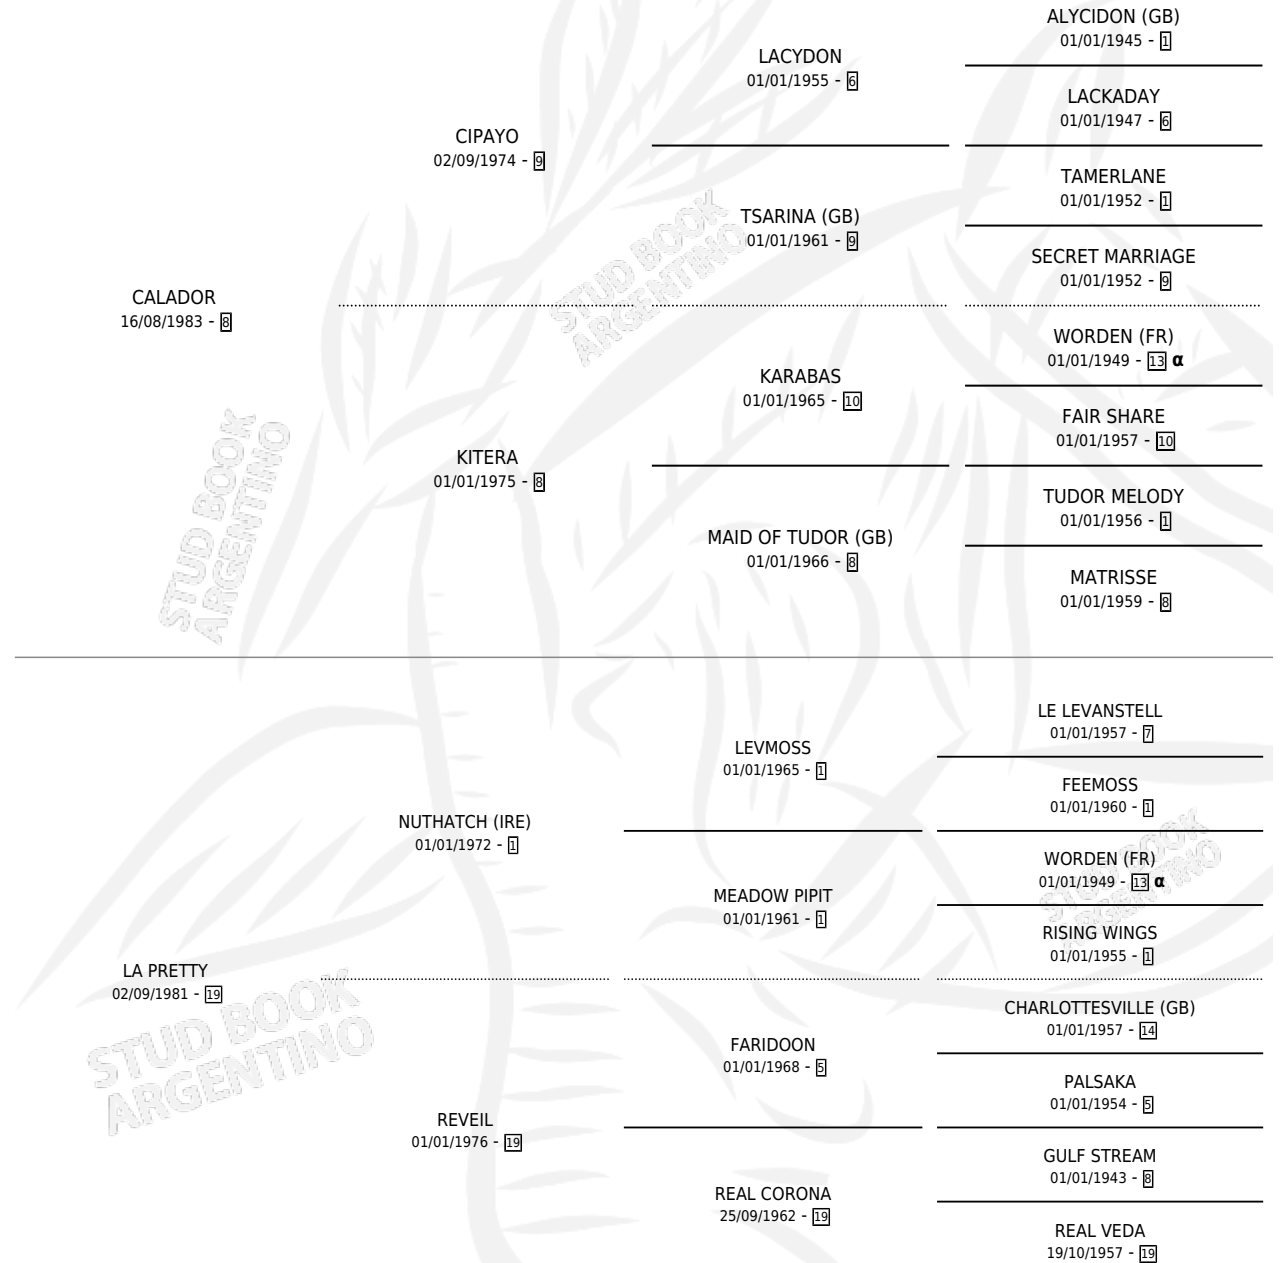 ALYCIDON (GB)
01/01/1945 - 1
LACYDON
01/01/1955 - 6
LACKADAY
01/01/1947 - 6
CIPAYO
02/09/1974 - 9
TAMERLANE
01/01/1952 - 1
TSARINA (GB)
01/01/1961 - 9
SECRET MARRIAGE
01/01/1952 - 9
CALADOR
16/08/1983 - 8
WORDEN (FR)
01/01/1949 - 13 α
KARABAS
01/01/1965 - 10
FAIR SHARE
01/01/1957 - 10
KITERA
01/01/1975 - 8
TUDOR MELODY
01/01/1956 - 1
MAID OF TUDOR (GB)
01/01/1966 - 8
MATRISSE
01/01/1959 - 8
LE LEVANSTELL
01/01/1957 - 7
LEVMOSS
01/01/1965 - 1
FEEMOSS
01/01/1960 - 1
NUTHATCH (IRE)
01/01/1972 - 1
WORDEN (FR)
01/01/1949 - 13 α
MEADOW PIPIT
01/01/1961 - 1
RISING WINGS
01/01/1955 - 1
LA PRETTY
02/09/1981 - 19
CHARLOTTESVILLE (GB)
01/01/1957 - 14
FARIDOON
01/01/1968 - 5
PALSAKA
01/01/1954 - 5
REVEIL
01/01/1976 - 19
GULF STREAM
01/01/1943 - 8
REAL CORONA
25/09/1962 - 19
REAL VEDA
19/10/1957 - 19
STUD BOOK
ARGENTINO
STUD BOOK
ARGENTINO
STUD BOOK
ARGENTINO
STUD BOOK
ARGENTINO